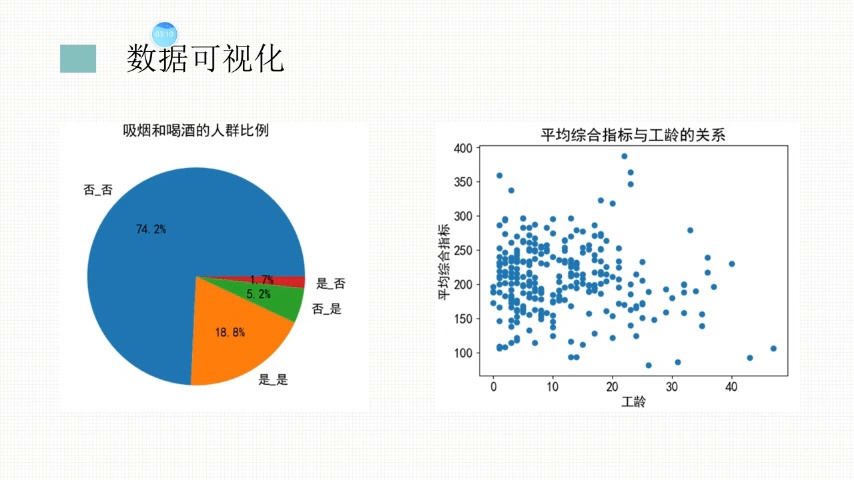 03:10
数据可视化
吸烟和喝酒的人群比例
否_否
74.2%
1.7%
是_否
5.2%
否_是
18.8%
是_是
平均综合指标与工龄的关系
平均综合指标
400
350
300
250
200
150
100
0 10 20 30 40
工龄